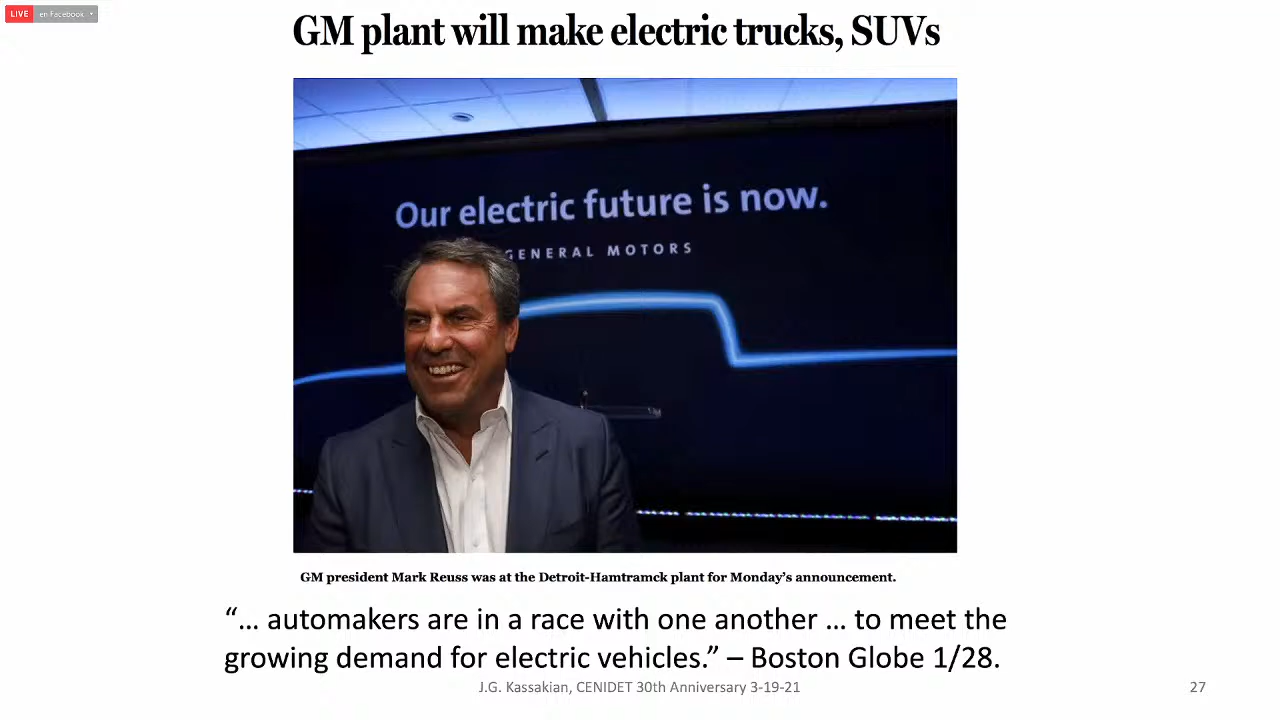 LIVE en Facebook
GM plant will make electric trucks, SUVs
Our electric future is now.
GENERAL MOTORS
GM president Mark Reuss was at the Detroit-Hamtramck plant for Monday's announcement.
“… automakers are in a race with one another … to meet the
growing demand for electric vehicles.” – Boston Globe 1/28.
J.G. Kassakian, CENIDET 30th Anniversary 3-19-21
27